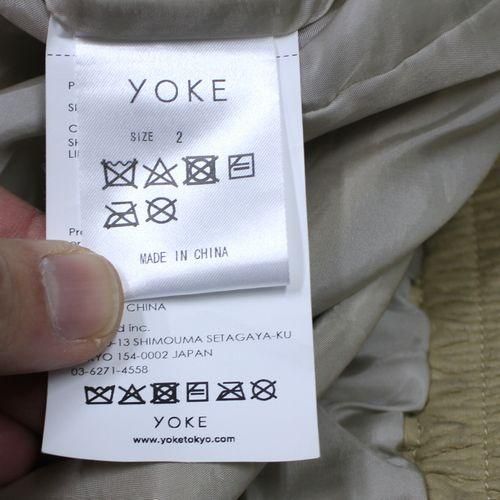 YOKE
SIZE 2
MADE IN CHINA
CHINA
inc.
-13 SHIMOUMA SETAGAYA-KU
TOKYO 154-0002 JAPAN
03-6271-4558
YOKE
www.yoketokyo.com